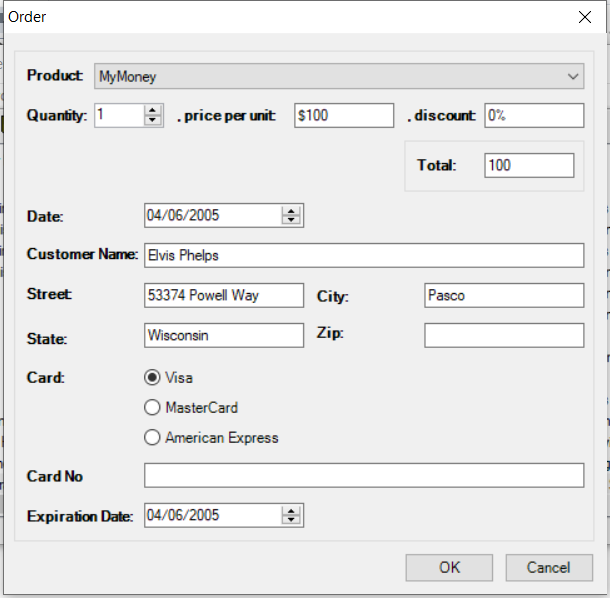 Order
Product: MyMoney
Quantity: 1 . price per unit: $100 . discount: 0%
Total: 100
Date: 04/06/2005
Customer Name: Elvis Phelps
Street: 53374 Powell Way City: Pasco
State: Wisconsin Zip:
Card: Visa
MasterCard
American Express
Card No
Expiration Date: 04/06/2005
OK Cancel